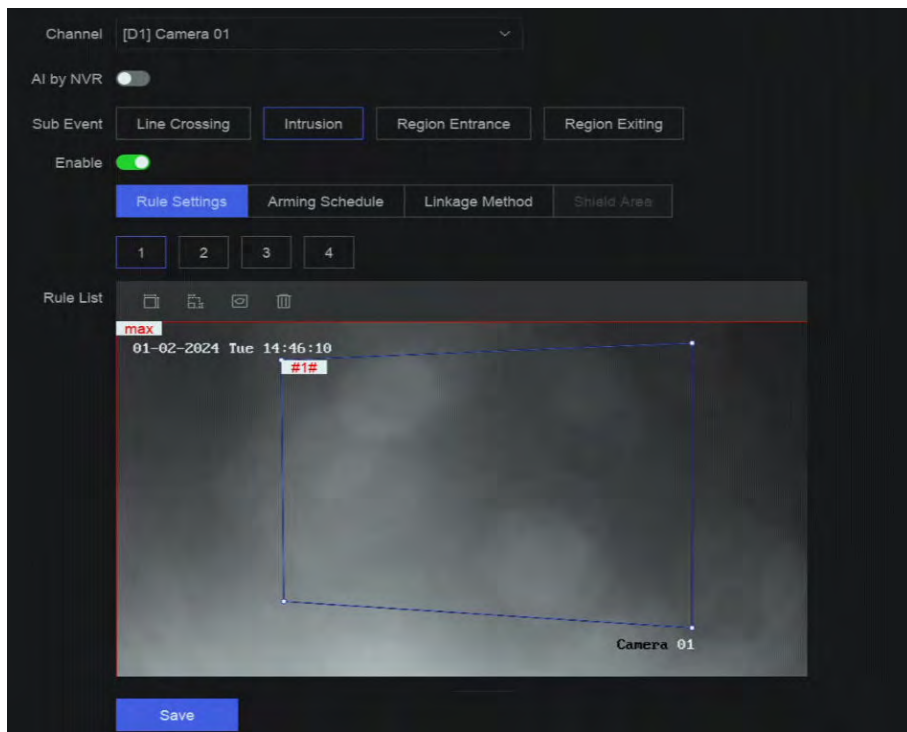 Channel [D1] Camera 01
AI by NVR
Sub Event Line Crossing Intrusion Region Entrance Region Exiting
Enable
Rule Settings Arming Schedule Linkage Method Shield Area
1 2 3 4
Rule List
max
01-02-2024 Tue 14:46:10
#1#
Camera 01
Save